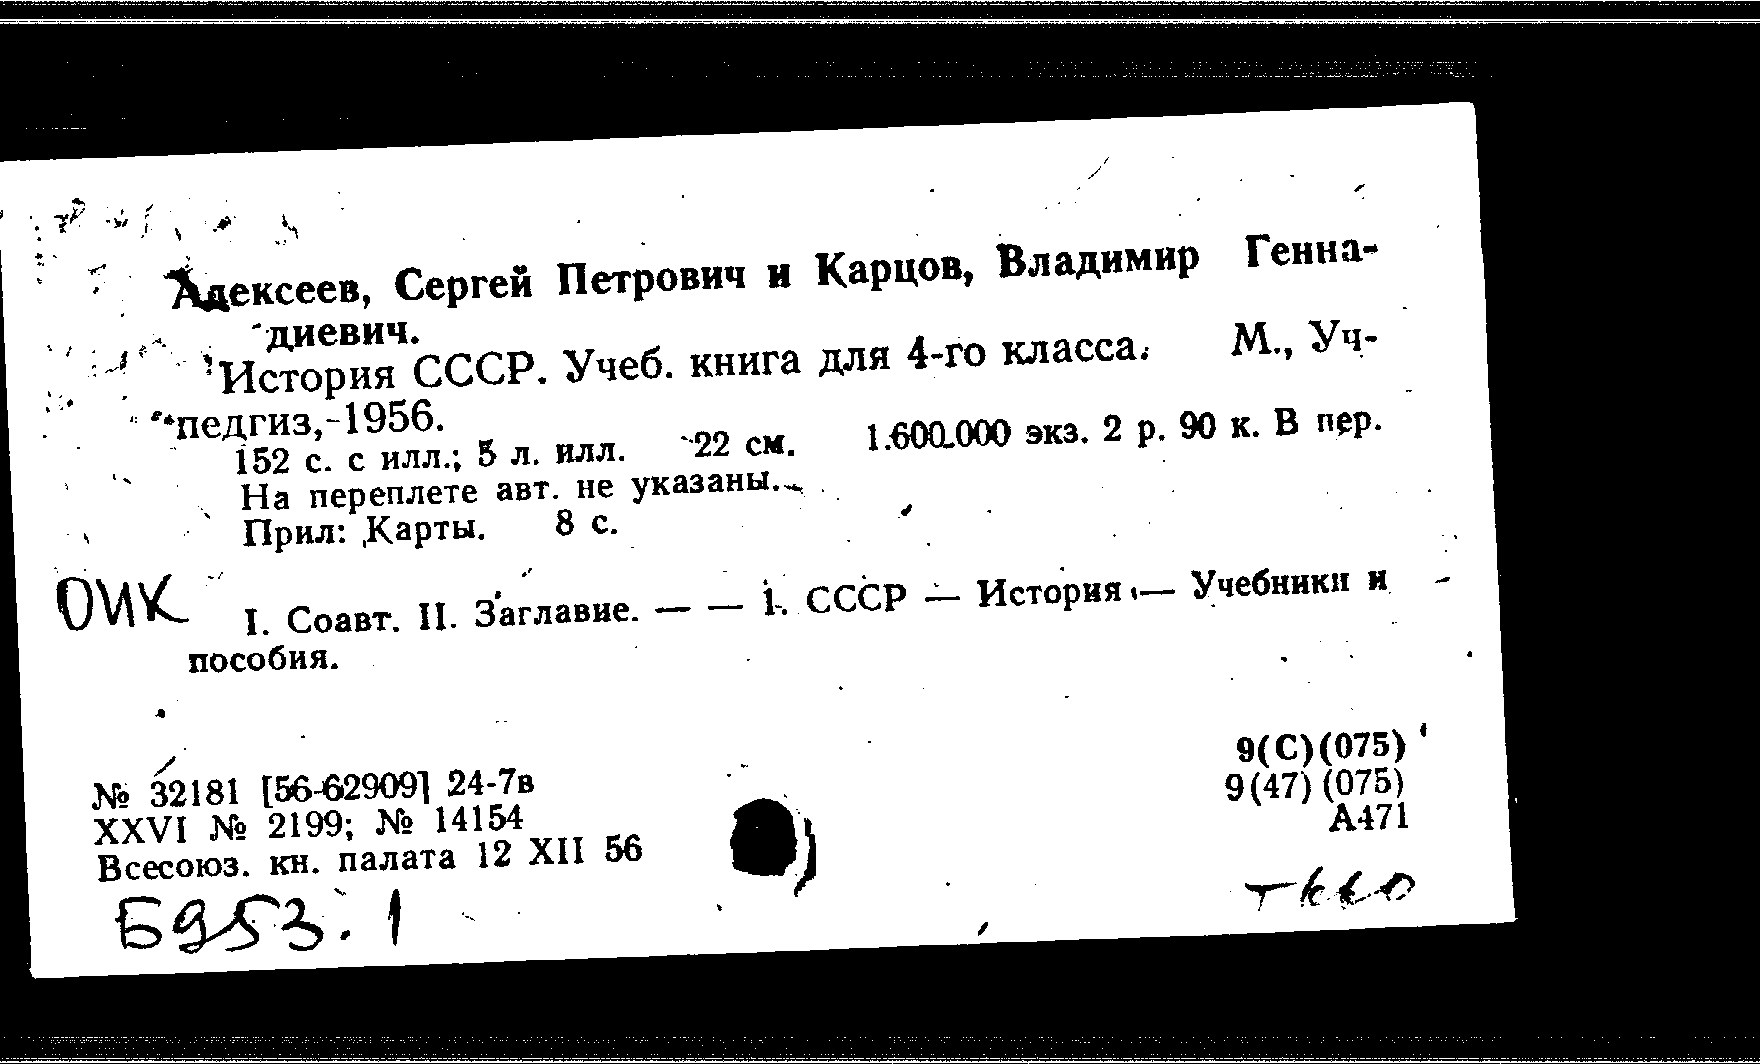 Алексеев, Сергей Петрович и Карцов, Владимир Генна-
диевич.
История СССР. Учеб. книга для 4-го класса. М., Уч-
педгиз, 1956.
152 с. с илл.; 5 л. илл. 22 см. 1.600.000 экз. 2 р. 90 к. В пер.
На переплете авт. не указаны.
Прил: Карты. 8 с.
ОИК
I. Соавт. II. Заглавие. — — 1. СССР — История — Учебники и
пособия.
9(С)(075)
№ 32181 [56-62909] 24-7в
9(47)(075)
XXVI № 2199; № 14154
А471
Всесоюз. кн. палата 12 XII 56
Б953.1